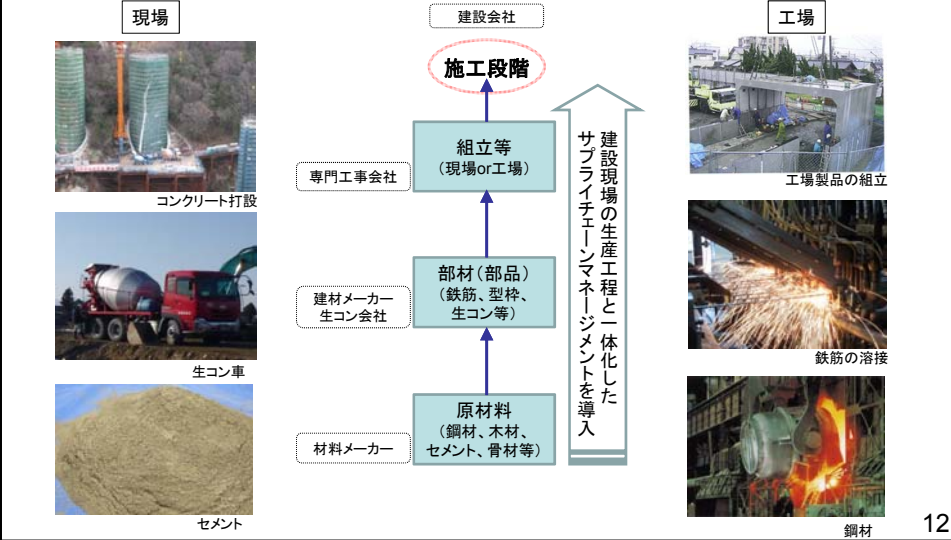 現場
建設会社
工場
施工段階
組立等
(現場or工場)
専門工事会社
コンクリート打設
工場製品の組立
建設現場の生産工程と一体化した
サプライチェーンマネージメントを導入
部材(部品)
(鉄筋、型枠、
生コン等)
建材メーカー
生コン会社
生コン車
鉄筋の溶接
原材料
(鋼材、木材、
セメント、骨材等)
材料メーカー
セメント
鋼材
12